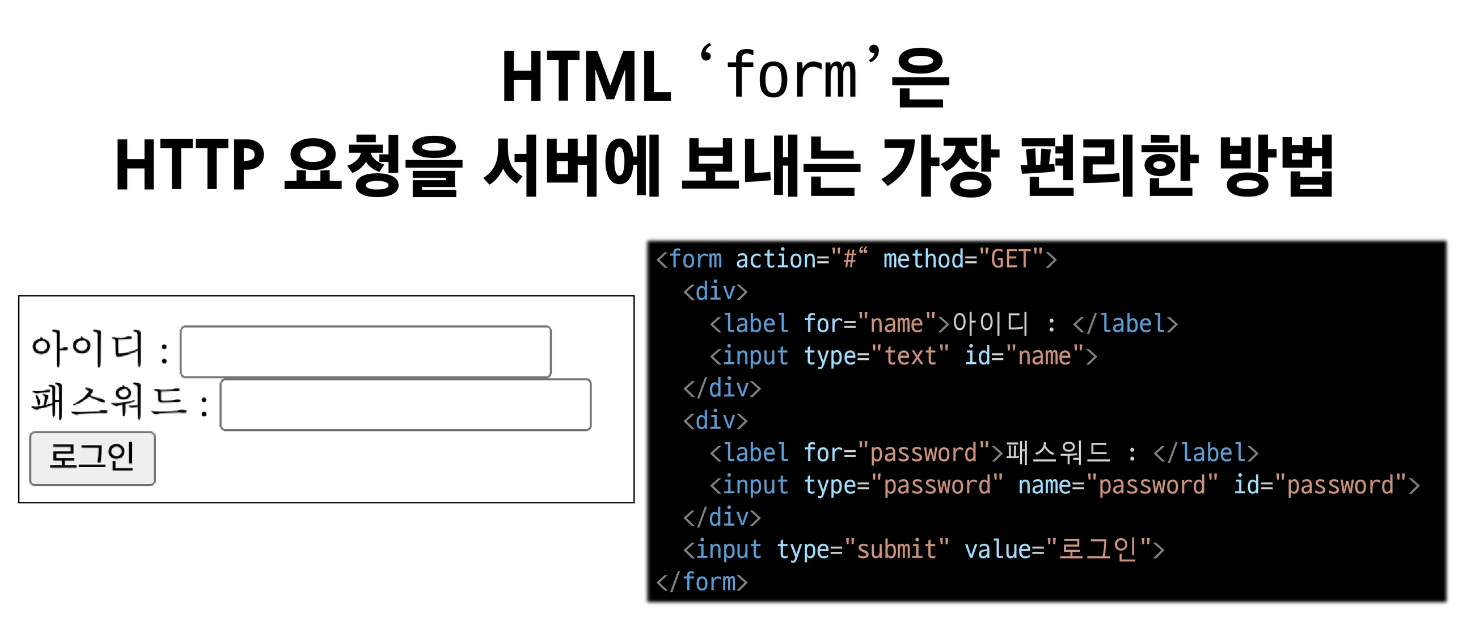 HTML ‘form’은
HTTP 요청을 서버에 보내는 가장 편리한 방법
아이디 :
패스워드 :
로그인
<form action="#“ method="GET">
  <div>
    <label for="name">아이디 : </label>
    <input type="text" id="name">
  </div>
  <div>
    <label for="password">패스워드 : </label>
    <input type="password" name="password" id="password">
  </div>
  <input type="submit" value="로그인">
</form>